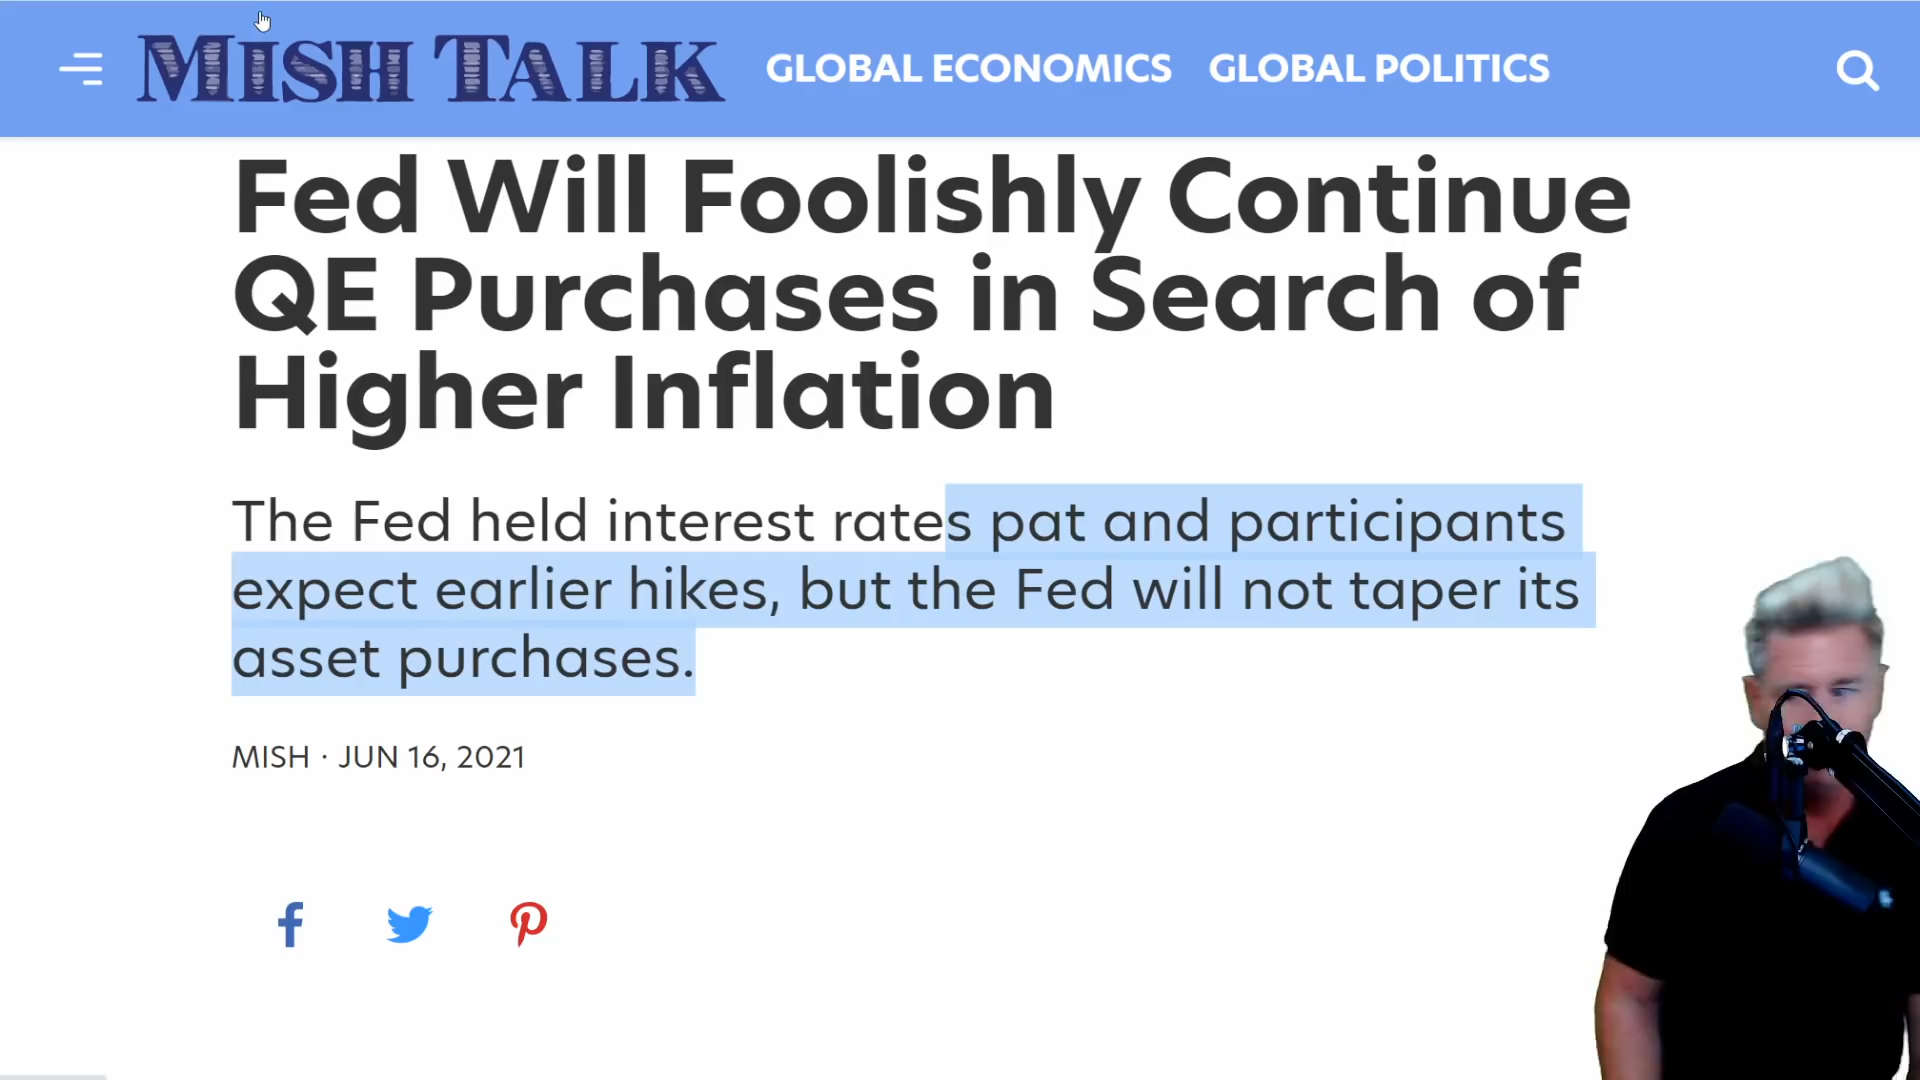 MISH TALK
GLOBAL ECONOMICS
GLOBAL POLITICS
Fed Will Foolishly Continue
QE Purchases in Search of
Higher Inflation
The Fed held interest rates pat and participants
expect earlier hikes, but the Fed will not taper its
asset purchases.
MISH · JUN 16, 2021